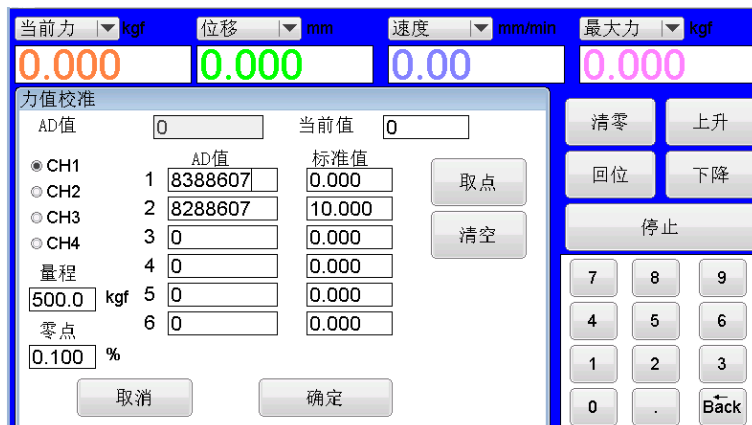 当前力 kgf 位移 mm 速度 mm/min 最大力 kgf
0.000 0.000 0.00 0.000
力值校准
AD值 0 当前值 0
AD值 标准值
CH1 1 8388607 0.000
CH2 2 8288607 10.000
CH3 3 0 0.000
CH4 4 0 0.000
量程
500.0 kgf 5 0 0.000
零点 6 0 0.000
0.100 %
取点
清空
取消 确定
清零 上升
回位 下降
停止
7 8 9
4 5 6
1 2 3
0 . Back